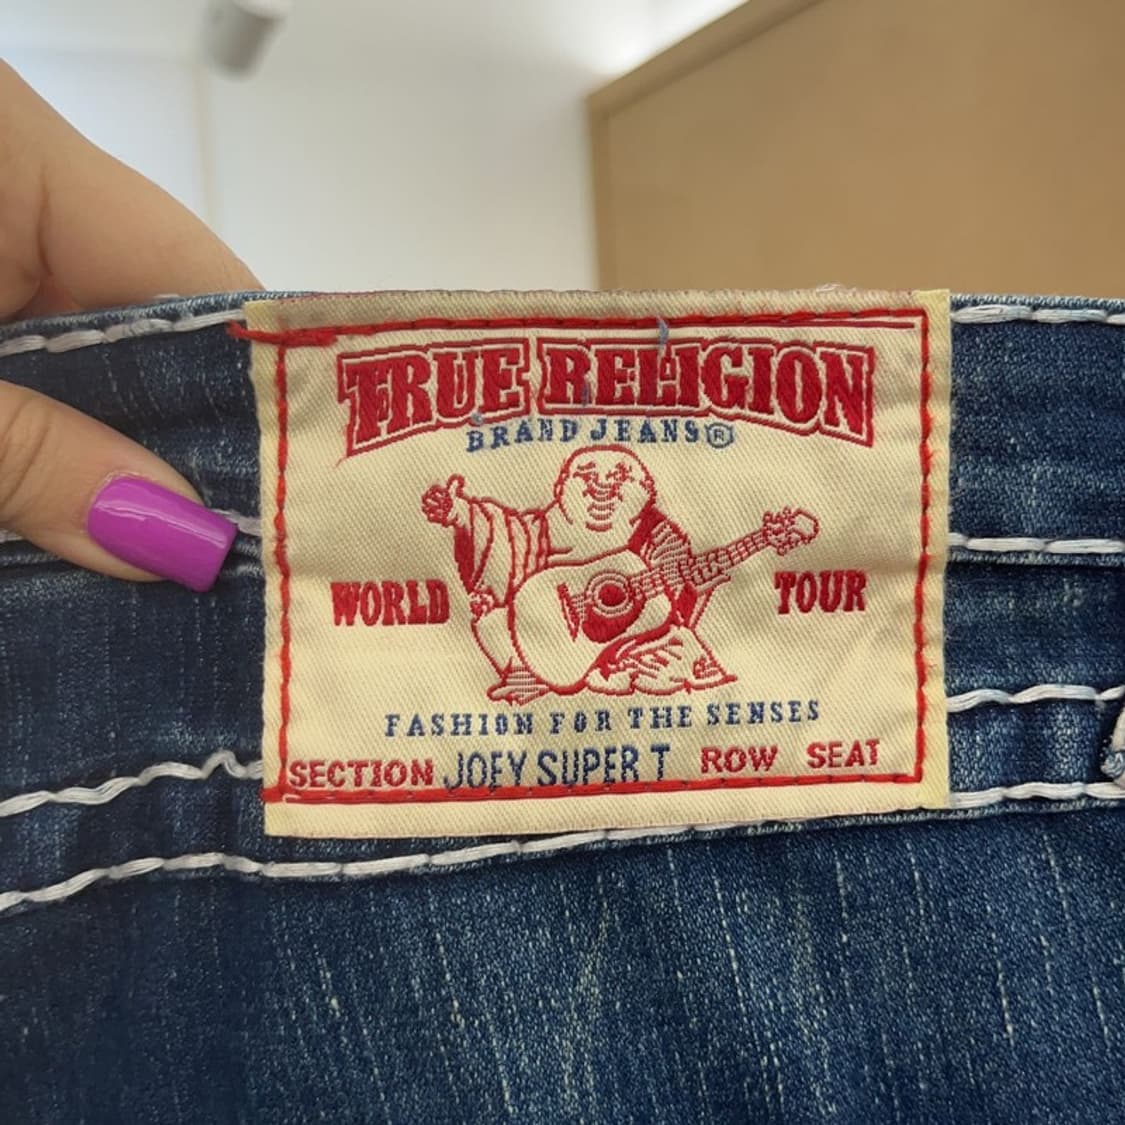 TRUE RELIGION
BRAND JEANS®
WORLD TOUR
FASHION FOR THE SENSES
SECTION JOEY SUPER T ROW SEAT